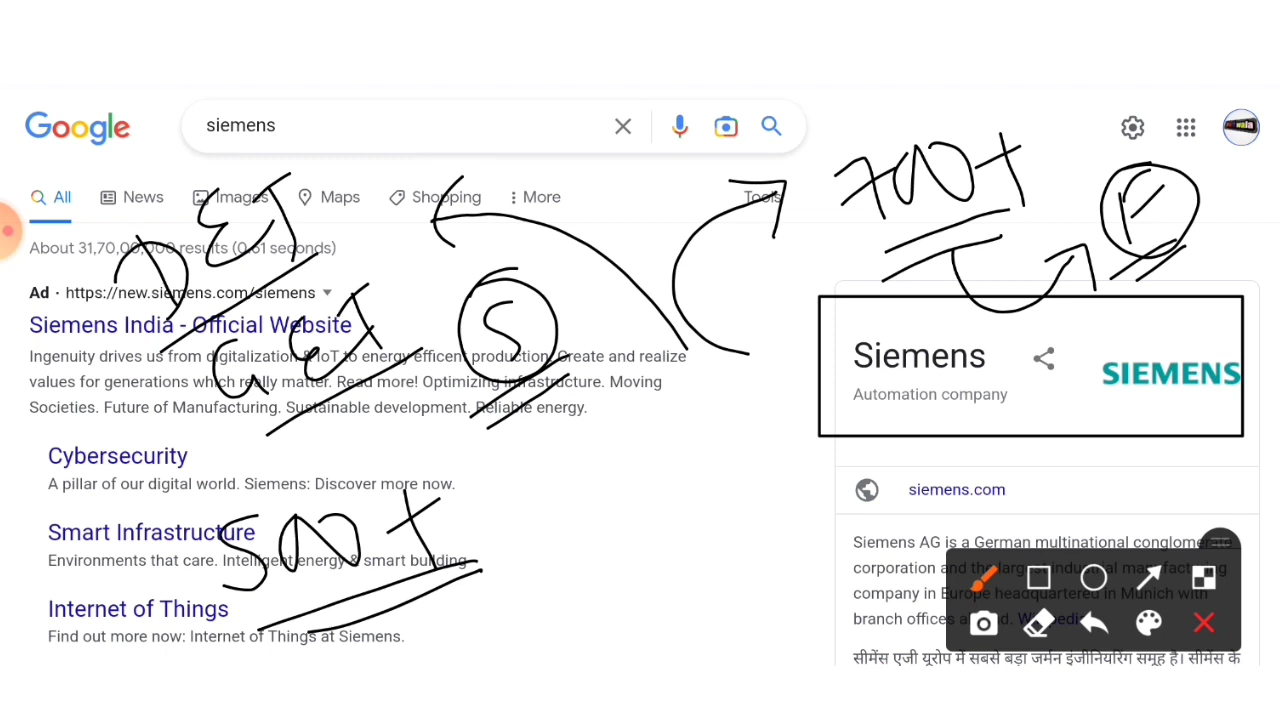 Google
siemens
All News Images Maps Shopping More Tools
About 31,70,00,000 results (0.61 seconds)
Ad · https://new.siemens.com/siemens
Siemens India - Official Website
Ingenuity drives us from digitalization & IoT to energy efficent production. Create and realize
values for generations which really matter. Read more! Optimizing infrastructure. Moving
Societies. Future of Manufacturing. Sustainable development. Reliable energy.
Cybersecurity
A pillar of our digital world. Siemens: Discover more now.
Smart Infrastructure
Environments that care. Intelligent energy & smart building
Internet of Things
Find out more now: Internet of Things at Siemens.
DET
GET
S
500+
700+
F
Siemens
Automation company
SIEMENS
siemens.com
Siemens AG is a German multinational conglomerate
corporation and the largest industrial manufacturing
company in Europe headquartered in Munich with
branch offices abroad. Wikipedia
सीमेंस एजी यूरोप में सबसे बड़ा जर्मन इंजीनियरिंग समूह है। सीमेंस के